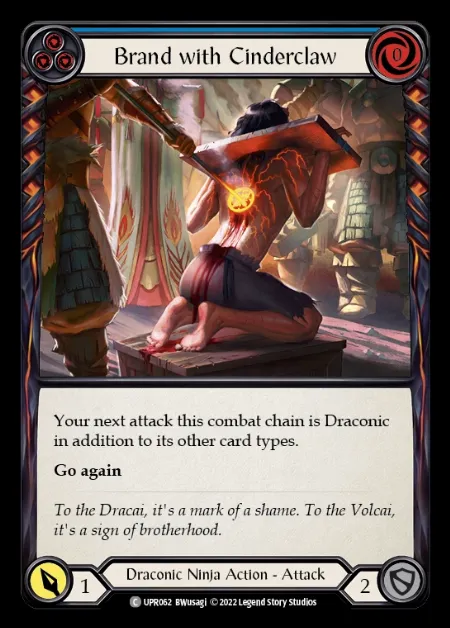 Brand with Cinderclaw
0
Your next attack this combat chain is Draconic
in addition to its other card types.
Go again
To the Dracai, it's a mark of a shame. To the Volcai,
it's a sign of brotherhood.
1
Draconic Ninja Action - Attack
2
C UPR062 BWusagi © 2022 Legend Story Studios